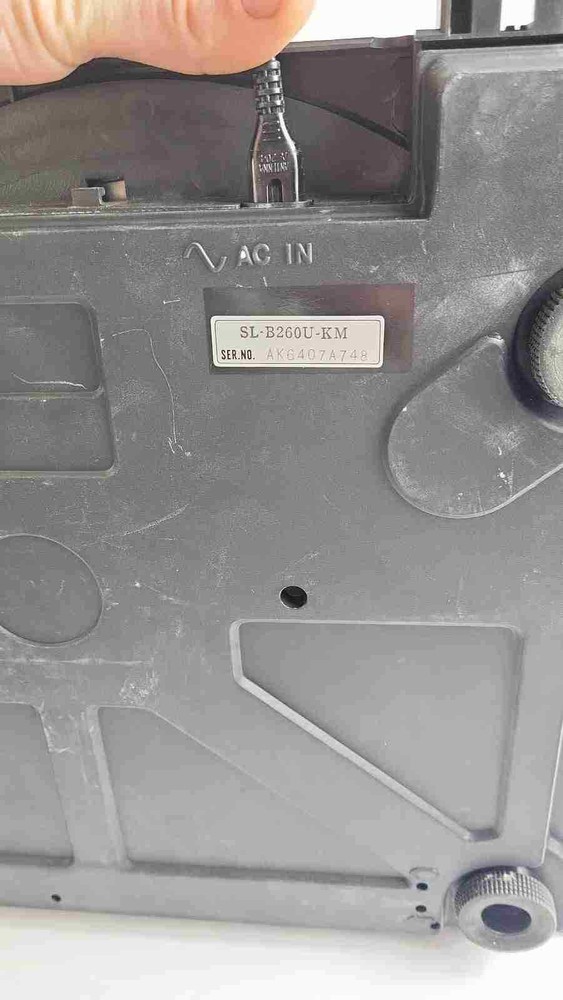 AC IN
SL-B260U-KM
SER.NO. AK6407A748